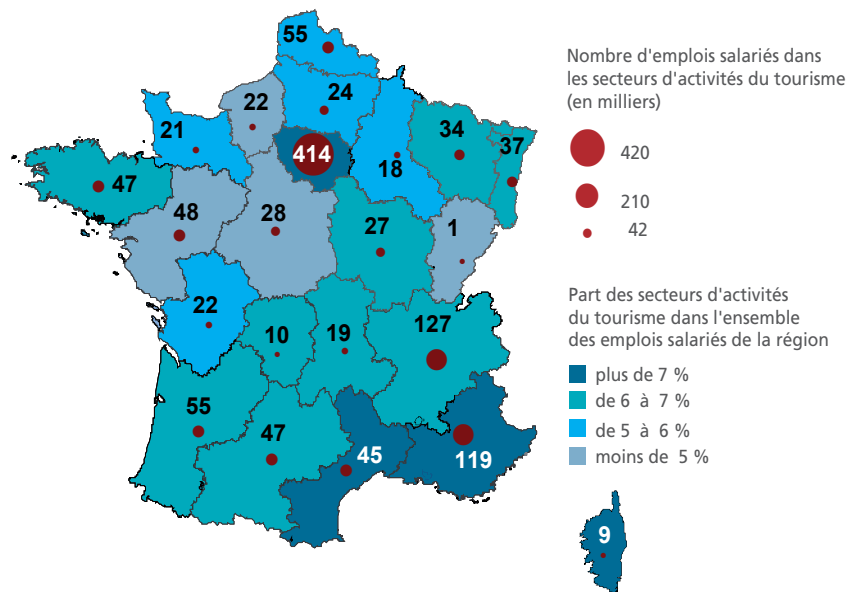 55
24
22
21
414
34
37
18
47
48
28
27
1
22
10
19
127
55
47
45
119
9
Nombre d'emplois salariés dans
les secteurs d'activités du tourisme
(en milliers)
420
210
42
Part des secteurs d'activités
du tourisme dans l'ensemble
des emplois salariés de la région
plus de 7 %
de 6 à 7 %
de 5 à 6 %
moins de 5 %